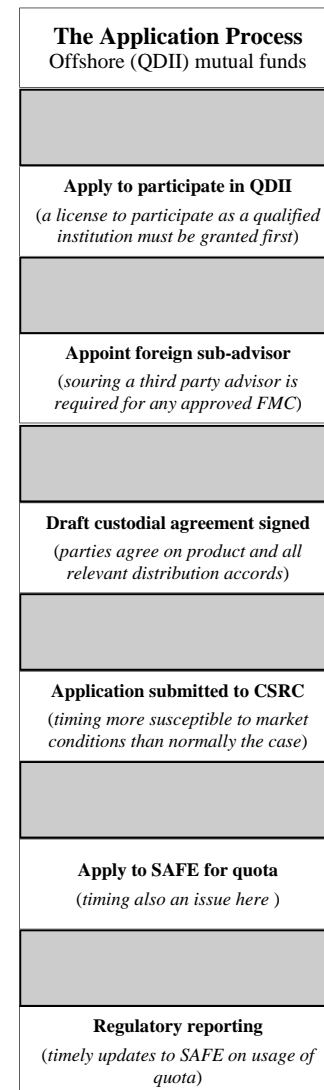 The Application Process
Offshore (QDII) mutual funds
Apply to participate in QDII
(a license to participate as a qualified
institution must be granted first)
Appoint foreign sub-advisor
(souring a third party advisor is
required for any approved FMC)
Draft custodial agreement signed
(parties agree on product and all
relevant distribution accords)
Application submitted to CSRC
(timing more susceptible to market
conditions than normally the case)
Apply to SAFE for quota
(timing also an issue here )
Regulatory reporting
(timely updates to SAFE on usage of
quota)